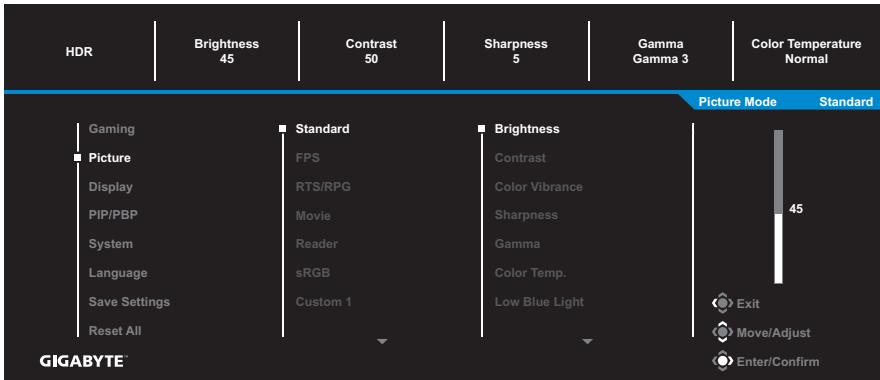 HDR
Brightness
45
Contrast
50
Sharpness
5
Gamma
Gamma 3
Color Temperature
Normal
Picture Mode Standard
Gaming
Picture
Display
PIP/PBP
System
Language
Save Settings
Reset All
Standard
FPS
RTS/RPG
Movie
Reader
sRGB
Custom 1
Brightness
Contrast
Color Vibrance
Sharpness
Gamma
Color Temp.
Low Blue Light
45
Exit
Move/Adjust
Enter/Confirm
GIGABYTE™